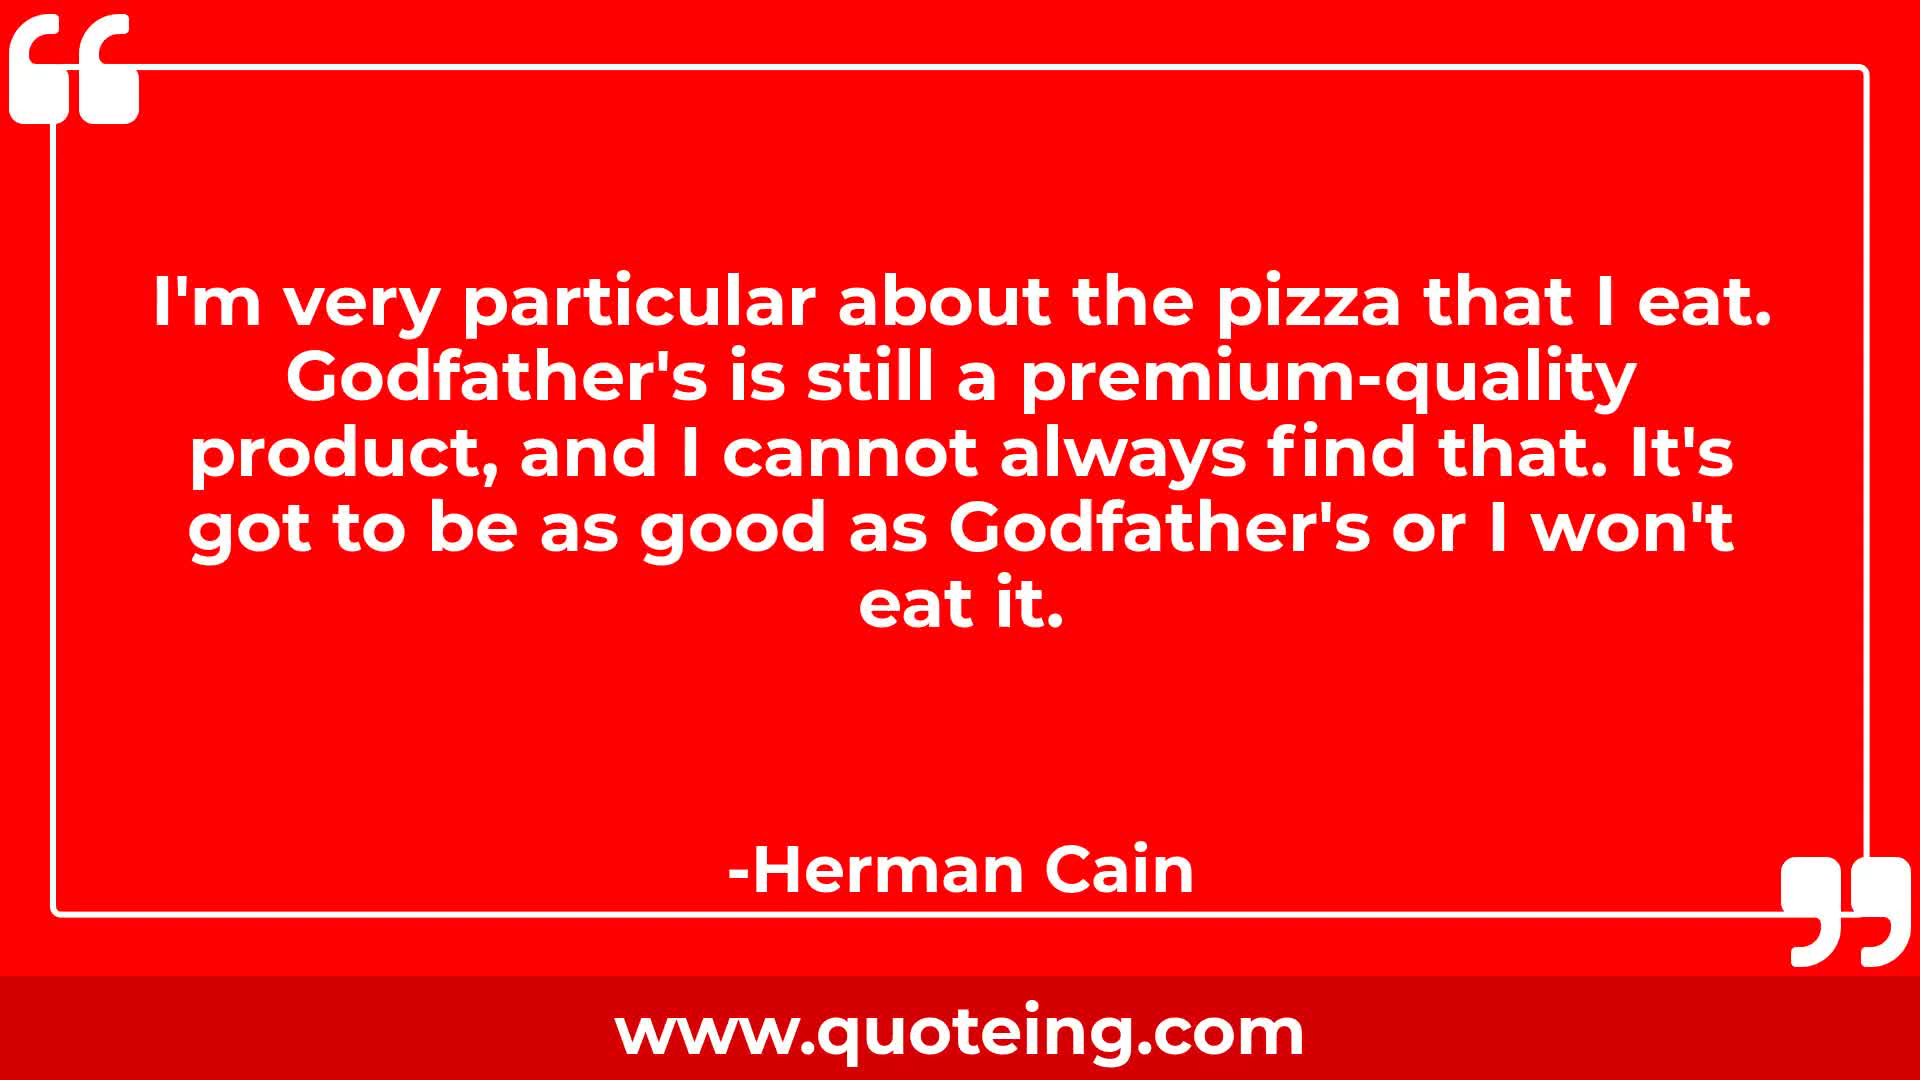 I'm very particular about the pizza that I eat.
Godfather's is still a premium-quality
product, and I cannot always find that. It's
got to be as good as Godfather's or I won't
eat it.
-Herman Cain
www.quoteing.com